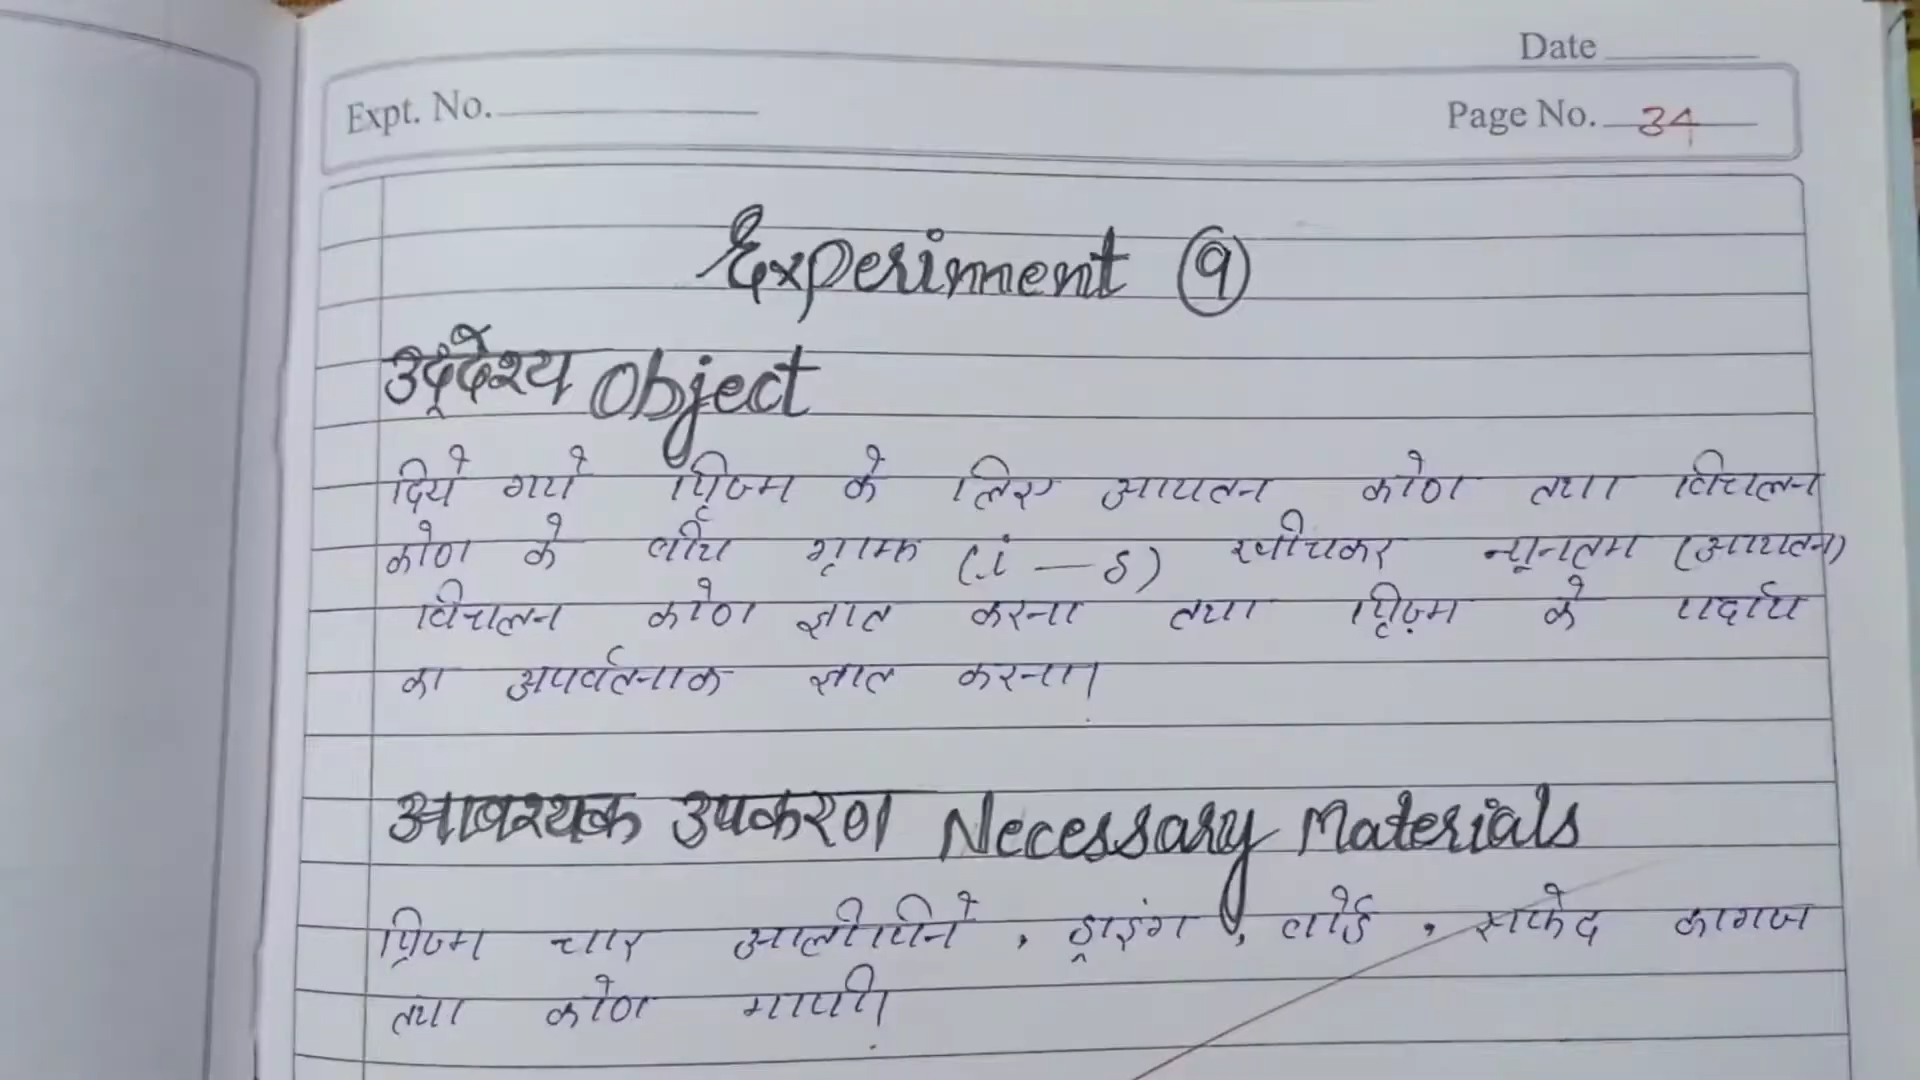 Date
Expt. No.
Page No. 34
Experiment 9
उद्देश्य Object
दिये गये प्रिज्म के लिए आपतन कोण तथा विचलन
कोण के बीच ग्राफ (i — δ) खींचकर न्यूनतम (आपतन)
विचलन कोण ज्ञात करना तथा प्रिज़्म के पदार्थ
का अपवर्तनाक ज्ञात करना।
आवश्यक उपकरण Necessary Materials
प्रिज्म चार आलपिनें, ड्राइंग, बोर्ड, सफेद कागज
तथा कोण मापी।